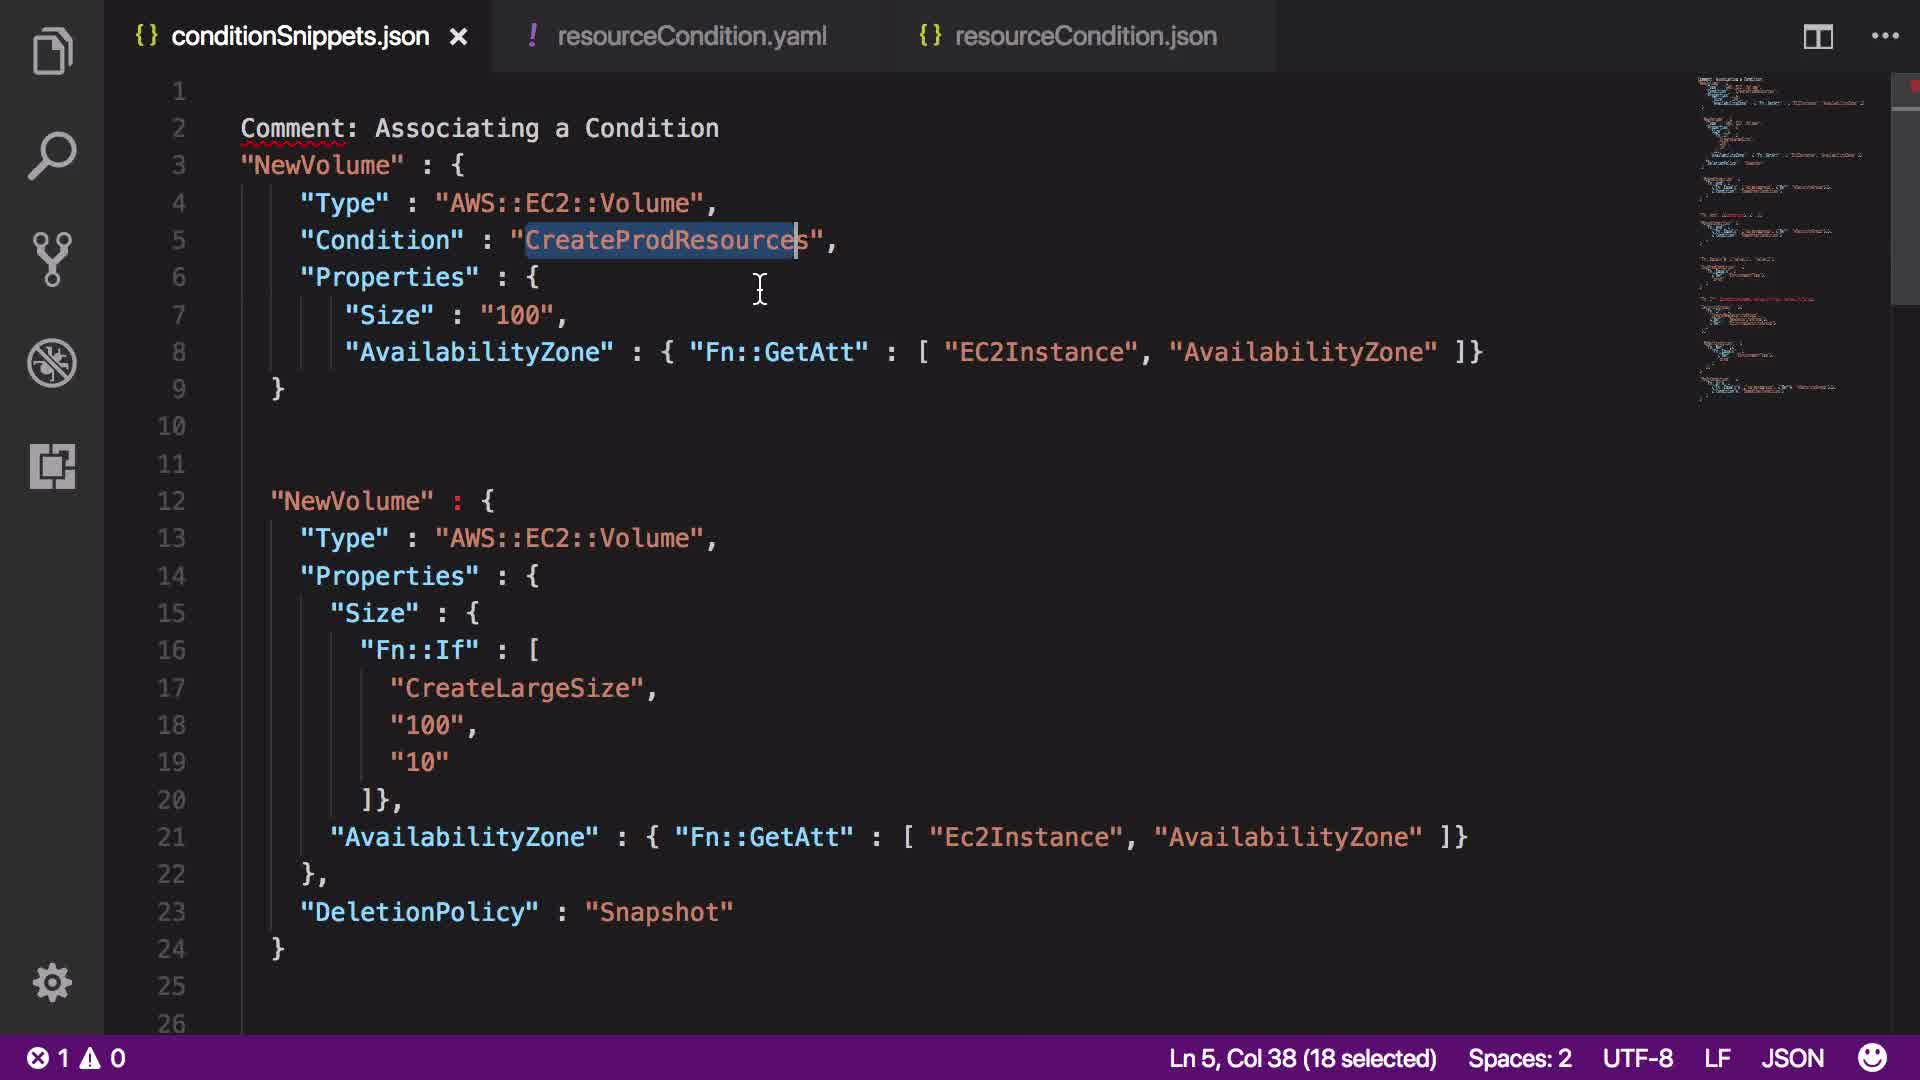 {} conditionSnippets.json ×
! resourceCondition.yaml
{} resourceCondition.json
1
2 Comment: Associating a Condition
3 "NewVolume" : {
4 "Type" : "AWS::EC2::Volume",
5 "Condition" : "CreateProdResources",
6 "Properties" : {
7 "Size" : "100",
8 "AvailabilityZone" : { "Fn::GetAtt" : [ "EC2Instance", "AvailabilityZone" ]}
9 }
10
11
12 "NewVolume" : {
13 "Type" : "AWS::EC2::Volume",
14 "Properties" : {
15 "Size" : {
16 "Fn::If" : [
17 "CreateLargeSize",
18 "100",
19 "10"
20 ]},
21 "AvailabilityZone" : { "Fn::GetAtt" : [ "Ec2Instance", "AvailabilityZone" ]}
22 },
23 "DeletionPolicy" : "Snapshot"
24 }
25
26
1 0 Ln 5, Col 38 (18 selected) Spaces: 2 UTF-8 LF JSON